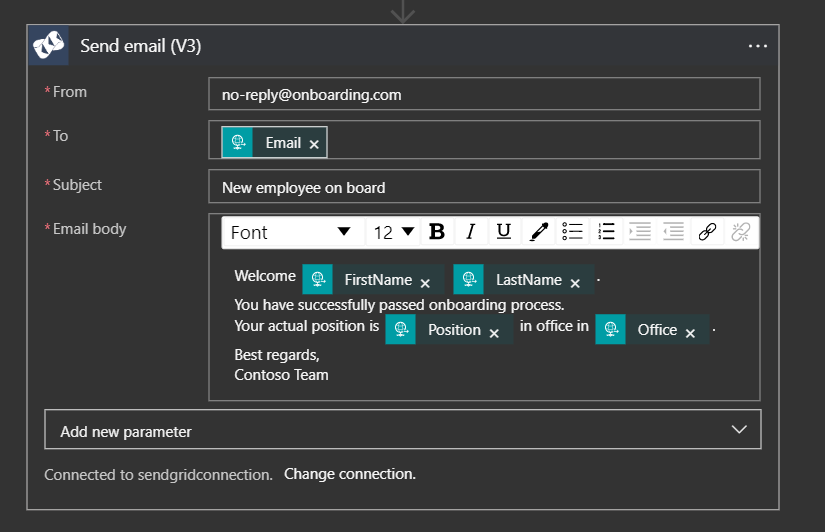 Send email (V3)
* From
no-reply@onboarding.com
* To
Email
* Subject
New employee on board
* Email body
Font 12 B I U
Welcome FirstName LastName .
You have successfully passed onboarding process.
Your actual position is Position in office in Office .
Best regards,
Contoso Team
Add new parameter
Connected to sendgridconnection. Change connection.